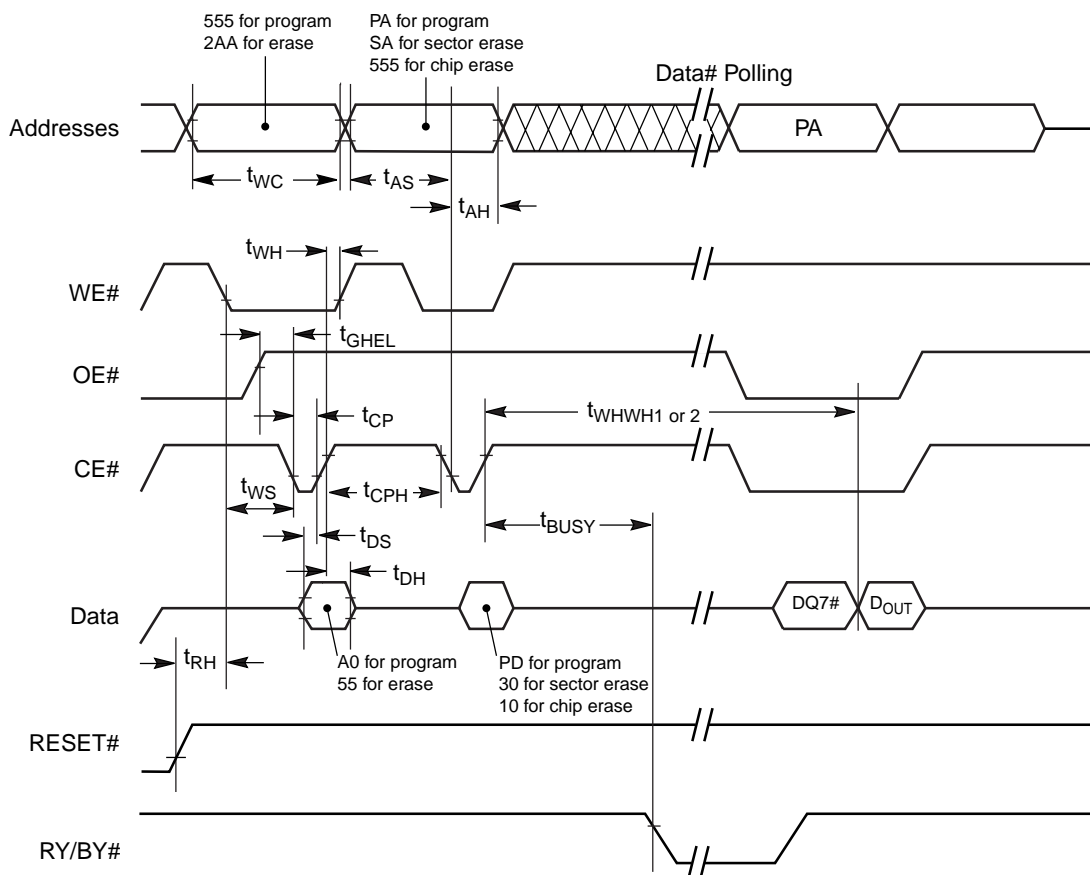 555 for program
2AA for erase
PA for program
SA for sector erase
555 for chip erase
Data# Polling
Addresses
PA
tWC
tAS
tAH
tWH
WE#
tGHEL
OE#
tWHWH1 or 2
tCP
CE#
tWS
tCPH
tBUSY
tDS
tDH
Data
DQ7#
DOUT
tRH
A0 for program
55 for erase
PD for program
30 for sector erase
10 for chip erase
RESET#
RY/BY#